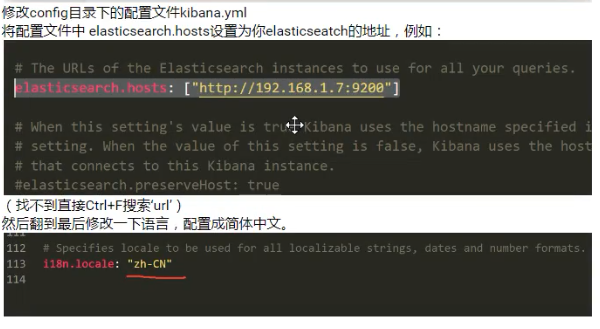 修改config目录下的配置文件kibana.yml
将配置文件中 elasticsearch.hosts设置为你elasticseatch的地址，例如：
# The URLs of the Elasticsearch instances to use for all your queries.
elasticsearch.hosts: ["http://192.168.1.7:9200"]
# When this setting's value is true Kibana uses the hostname specified i
# setting. When the value of this setting is false, Kibana uses the host
# that connects to this Kibana instance.
#elasticsearch.preserveHost: true
（找不到直接Ctrl+F搜索‘url’）
然后翻到最后修改一下语言，配置成简体中文。
112 # Specifies locale to be used for all localizable strings, dates and number formats.
113 i18n.locale: "zh-CN"
114